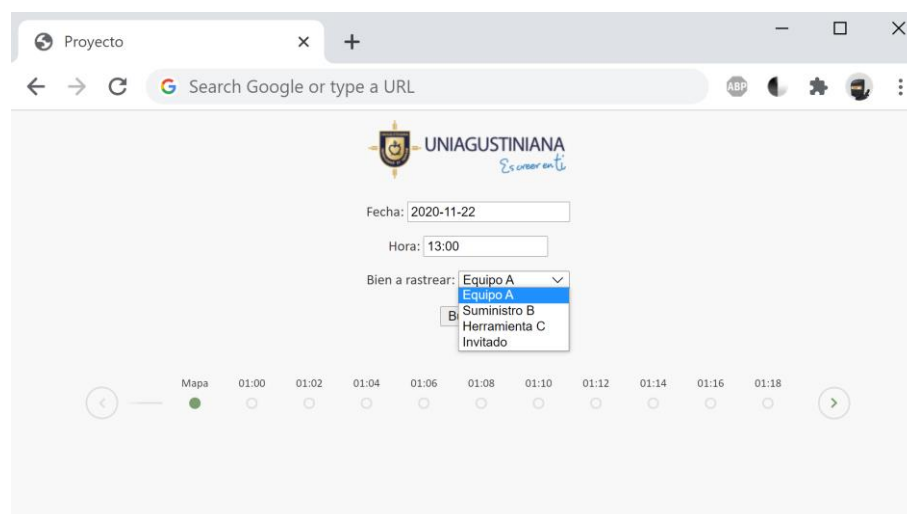 Proyecto
Search Google or type a URL
ABP
UNIAGUSTINIANA
Es creer en ti
Fecha: 2020-11-22
Hora: 13:00
Bien a rastrear: Equipo A
Equipo A
Suministro B
Herramienta C
Invitado
Mapa 01:00 01:02 01:04 01:06 01:08 01:10 01:12 01:14 01:16 01:18